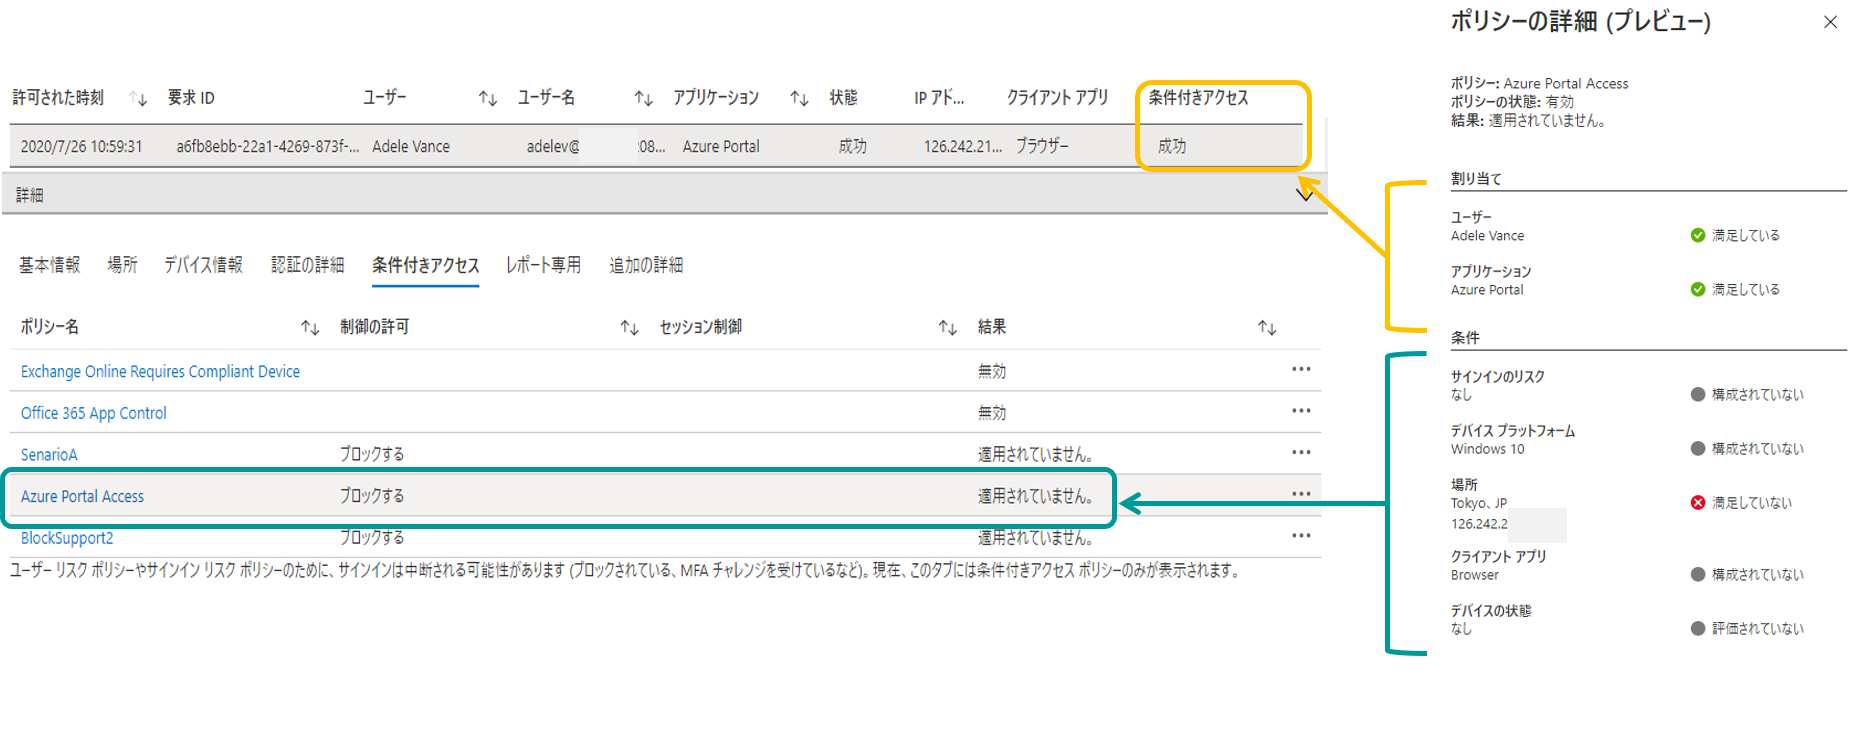 許可された時刻 ↑↓ 要求 ID ユーザー ↑↓ ユーザー名 ↑↓ アプリケーション ↑↓ 状態 IP アド... クライアント アプリ 条件付きアクセス
2020/7/26 10:59:31 a6fb8ebb-22a1-4269-873f-... Adele Vance adelev@ 208... Azure Portal 成功 126.242.21... ブラウザー 成功
詳細
基本情報 場所 デバイス情報 認証の詳細 条件付きアクセス レポート専用 追加の詳細
ポリシー名 ↑↓ 制御の許可 ↑↓ セッション制御 ↑↓ 結果 ↑↓
Exchange Online Requires Compliant Device 無効 •••
Office 365 App Control 無効 •••
SenarioA ブロックする 適用されていません。 •••
Azure Portal Access ブロックする 適用されていません。 •••
BlockSupport2 ブロックする 適用されていません。 •••
ユーザー リスク ポリシーやサインイン リスク ポリシーのために、サインインは中断される可能性があります (ブロックされている、MFA チャレンジを受けているなど)。現在、このタブには条件付きアクセス ポリシーのみが表示されます。
ポリシーの詳細 (プレビュー)
ポリシー: Azure Portal Access
ポリシーの状態: 有効
結果: 適用されていません。
割り当て
ユーザー
Adele Vance 満足している
アプリケーション
Azure Portal 満足している
条件
サインインのリスク
なし 構成されていない
デバイス プラットフォーム
Windows 10 構成されていない
場所
Tokyo、JP 満足していない
126.242.2
クライアント アプリ
Browser 構成されていない
デバイスの状態
なし 評価されていない